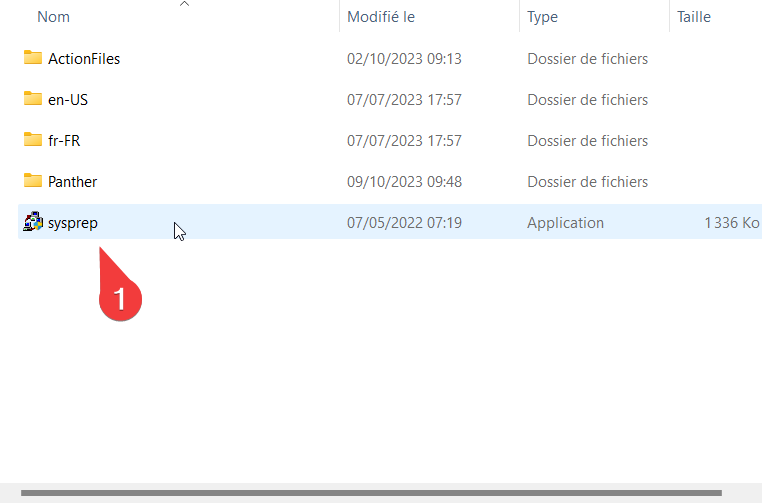 Nom Modifié le Type Taille
ActionFiles 02/10/2023 09:13 Dossier de fichiers
en-US 07/07/2023 17:57 Dossier de fichiers
fr-FR 07/07/2023 17:57 Dossier de fichiers
Panther 09/10/2023 09:48 Dossier de fichiers
sysprep 07/05/2022 07:19 Application 1 336 Ko
1